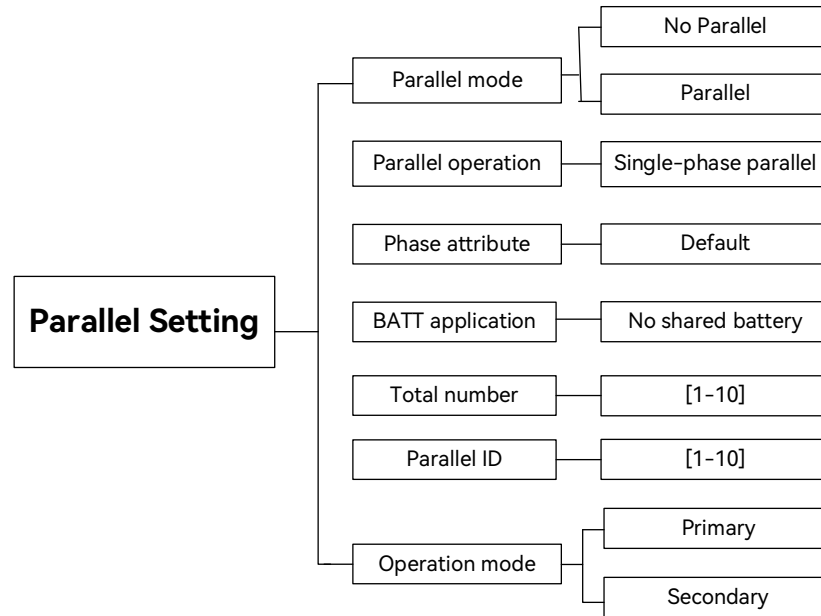 Parallel Setting
Parallel mode
No Parallel
Parallel
Parallel operation
Single-phase parallel
Phase attribute
Default
BATT application
No shared battery
Total number
[1-10]
Parallel ID
[1-10]
Operation mode
Primary
Secondary